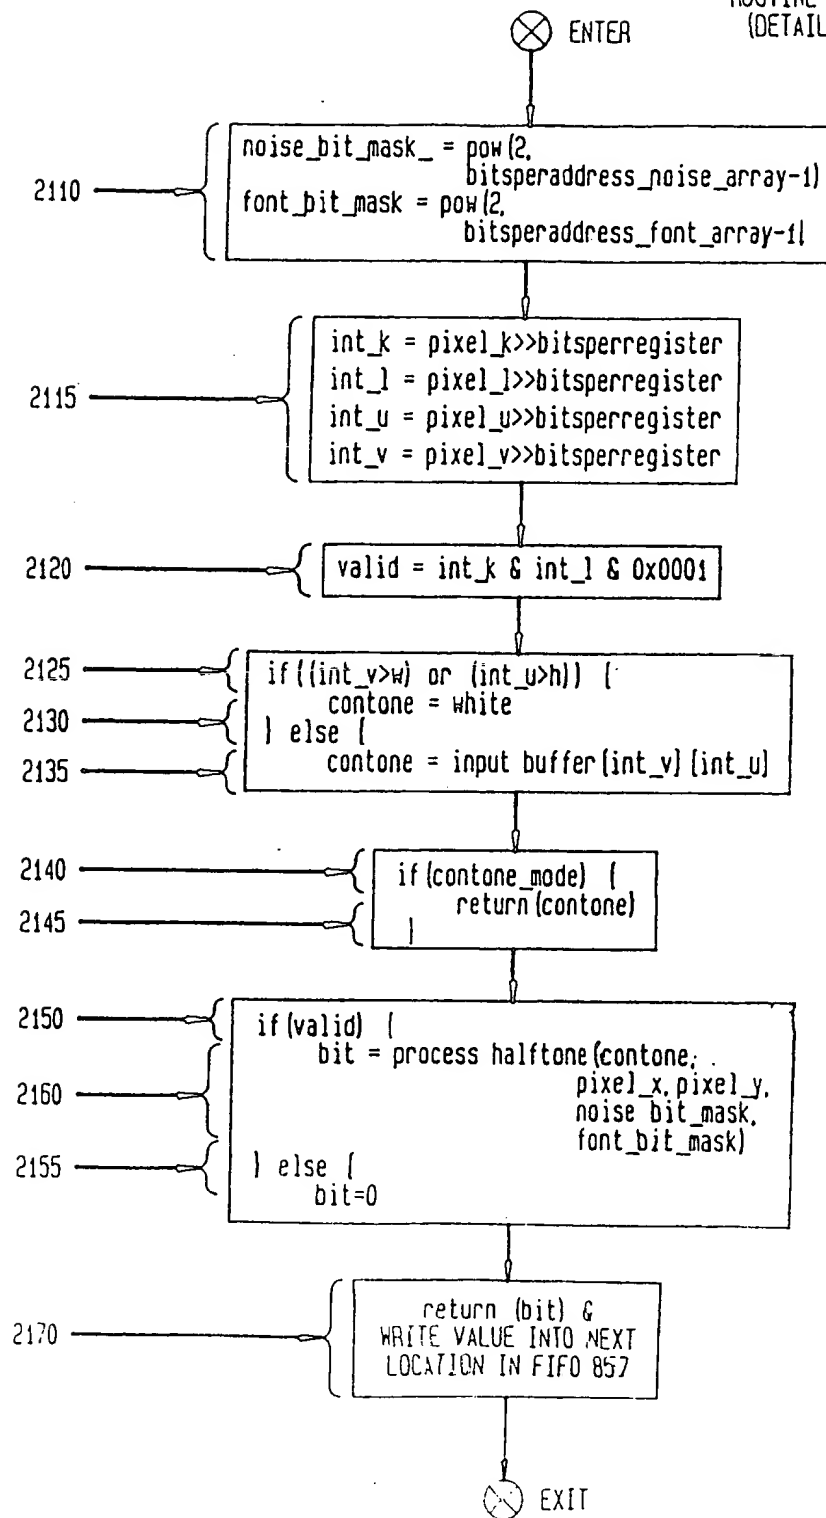 ENTER
(DETAIL
2110
noise_bit_mask_ = pow(2,
bitsperaddress_noise_array-1)
font_bit_mask = pow(2,
bitsperaddress_font_array-1)
2115
int_k = pixel_k>>bitsperregister
int_l = pixel_l>>bitsperregister
int_u = pixel_u>>bitsperregister
int_v = pixel_v>>bitsperregister
2120
valid = int_k & int_l & 0x0001
2125
if((int_v>w) or (int_u>h)) {
2130
contone = white
} else {
2135
contone = input buffer[int_v][int_u]
2140
if(contone_mode) {
2145
return(contone)
}
2150
if(valid) {
bit = process halftone(contone,
2160
pixel_x, pixel_y,
noise bit_mask,
font_bit_mask)
2155
} else {
bit=0
2170
return (bit) &
WRITE VALUE INTO NEXT
LOCATION IN FIFO 857
EXIT